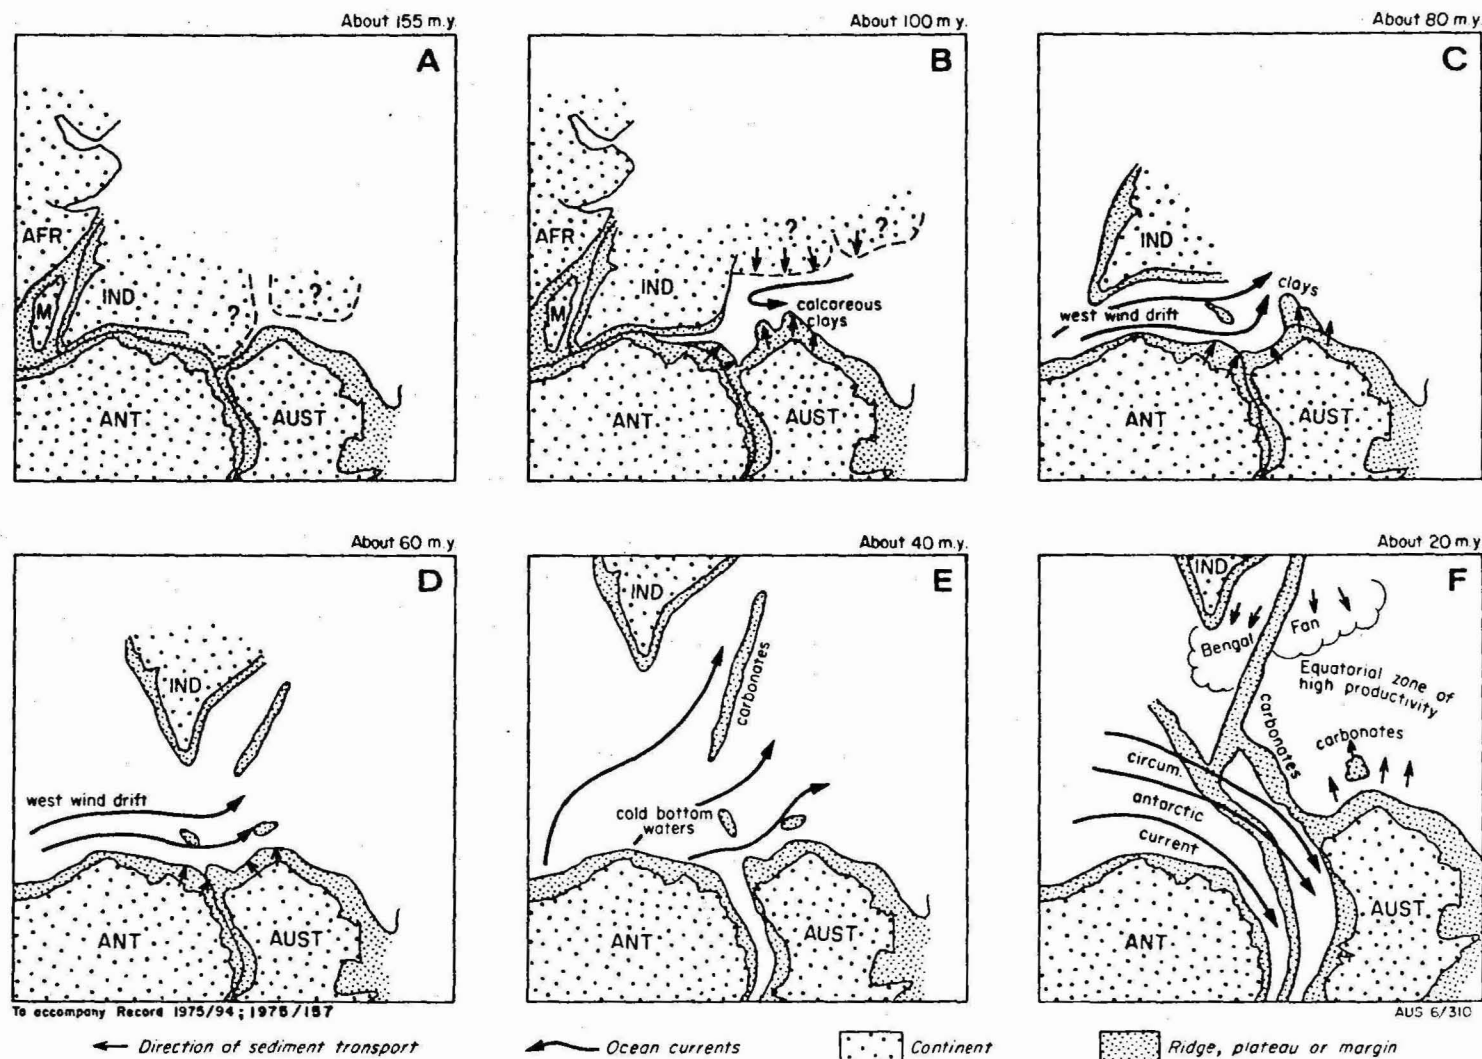 About 155 m.y.
A
AFR
M
IND
?
?
ANT
AUST
About 100 m.y.
B
AFR
M
IND
?
?
calcareous
clays
ANT
AUST
About 80 m.y.
C
IND
clays
west wind drift
ANT
AUST
About 60 m.y.
D
IND
west wind drift
ANT
AUST
About 40 m.y.
E
IND
carbonates
cold bottom
waters
ANT
AUST
About 20 m.y.
F
IND
Bengal
Fan
Equatorial zone of
high productivity
carbonates
carbonates
circum.
antarctic
current
ANT
AUST
To accompany Record 1975/94; 1975/157
AUS 6/310
Direction of sediment transport
Ocean currents
Continent
Ridge, plateau or margin